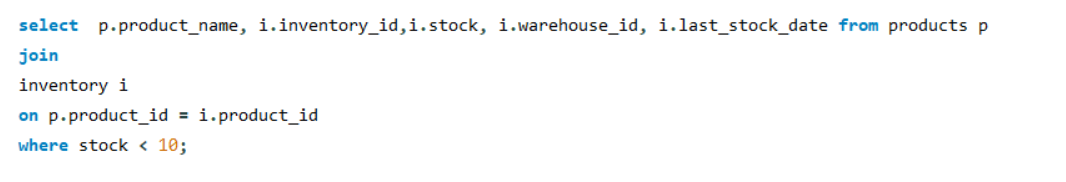 select  p.product_name, i.inventory_id,i.stock, i.warehouse_id, i.last_stock_date from products p
join
inventory i
on p.product_id = i.product_id
where stock < 10;